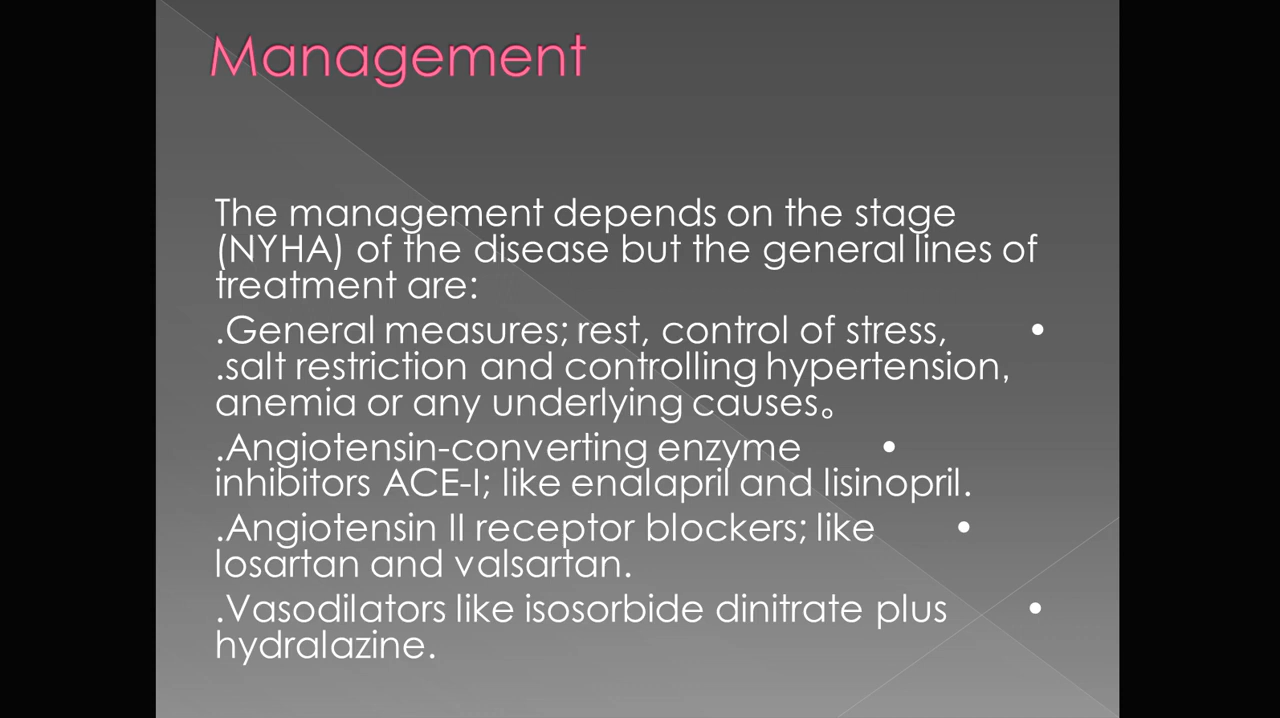 Management
The management depends on the stage
(NYHA) of the disease but the general lines of
treatment are:
.General measures; rest, control of stress, •
.salt restriction and controlling hypertension,
anemia or any underlying causes。
.Angiotensin-converting enzyme •
inhibitors ACE-I; like enalapril and lisinopril.
.Angiotensin II receptor blockers; like •
losartan and valsartan.
.Vasodilators like isosorbide dinitrate plus •
hydralazine.